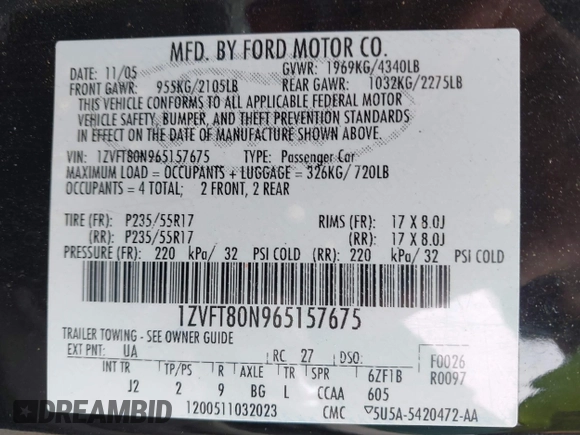 MFD. BY FORD MOTOR CO.
DATE: 11/05 GVWR: 1969KG/4340LB
FRONT GAWR: 955KG/2105LB REAR GAWR: 1032KG/2275LB
THIS VEHICLE CONFORMS TO ALL APPLICABLE FEDERAL MOTOR
VEHICLE SAFETY, BUMPER, AND THEFT PREVENTION STANDARDS
IN EFFECT ON THE DATE OF MANUFACTURE SHOWN ABOVE.
VIN: 1ZVFT80N965157675 TYPE: Passenger Car
MAXIMUM LOAD = OCCUPANTS + LUGGAGE = 326KG/720LB
OCCUPANTS = 4 TOTAL; 2 FRONT, 2 REAR
TIRE (FR): P235/55R17 RIMS (FR): 17 X 8.0J
(RR): P235/55R17 (RR): 17 X 8.0J
PRESSURE (FR): 220 kPa/ 32 PSI COLD (RR): 220 kPa/ 32 PSI COLD
1ZVFT80N965157675
TRAILER TOWING - SEE OWNER GUIDE
EXT PNT: UA RC: 27 DSO: F0026
INT TR TP/PS R AXLE TR SPR 6ZF1B R0097
J2 2 9 BG L CCAA 605
1200511032023 CMC 5U5A-5420472-AA
DREAMBID